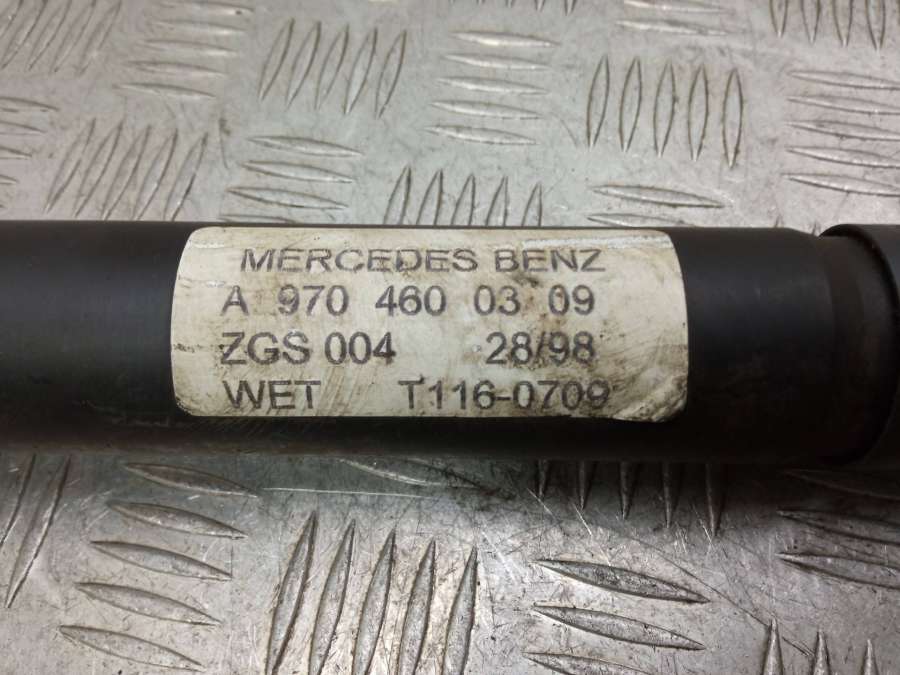 MERCEDES BENZ
A 970 460 03 09
ZGS 004 28/98
WET T116-0709